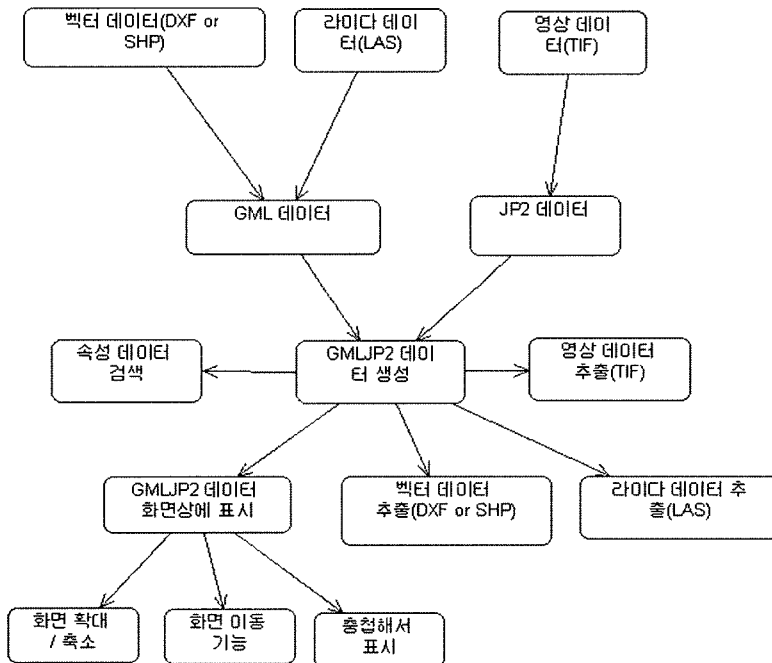 벡터 데이터(DXF or
SHP)
라이다 데이
터(LAS)
영상 데이
터(TIF)
GML 데이터
JP2 데이터
속성 데이터
검색
GMLJP2 데이
터 생성
영상 데이터
추출(TIF)
GMLJP2 데이터
화면상에 표시
벡터 데이터
추출(DXF or SHP)
라이다 데이터 추
출(LAS)
화면 확대
/ 축소
화면 이동
기능
중첩해서
표시